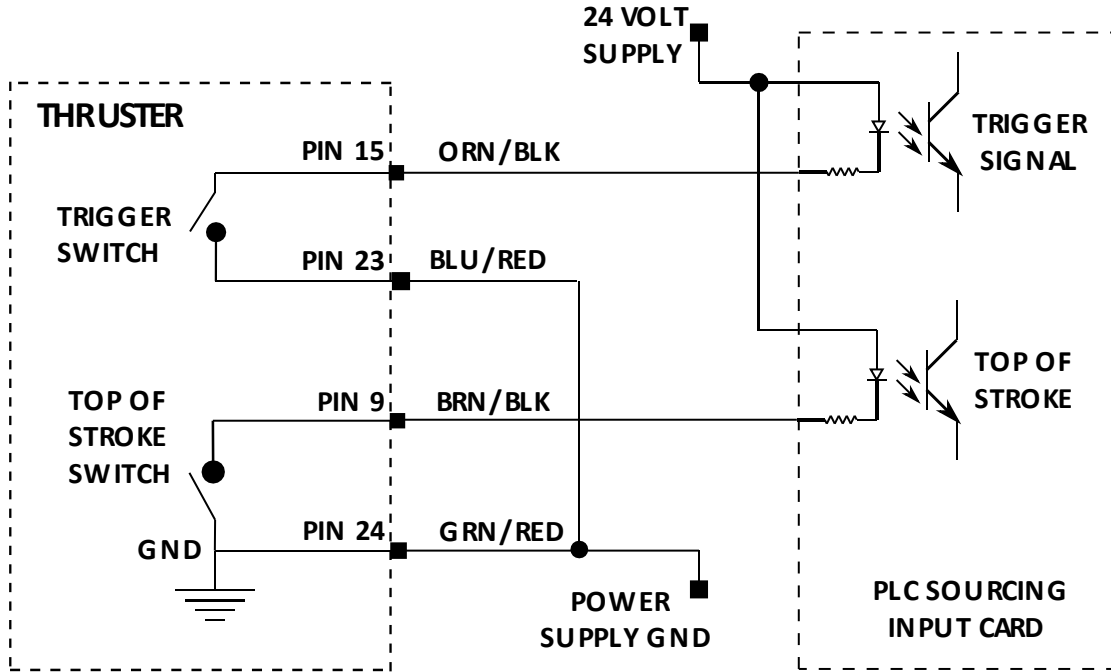 24 VOLT
SUPPLY
THRUSTER
PIN 15
ORN/BLK
TRIGGER
SIGNAL
TRIGGER
SWITCH
PIN 23
BLU/RED
TOP OF
STROKE
SWITCH
PIN 9
BRN/BLK
TOP OF
STROKE
GND
PIN 24
GRN/RED
POWER
SUPPLY GND
PLC SOURCING
INPUT CARD